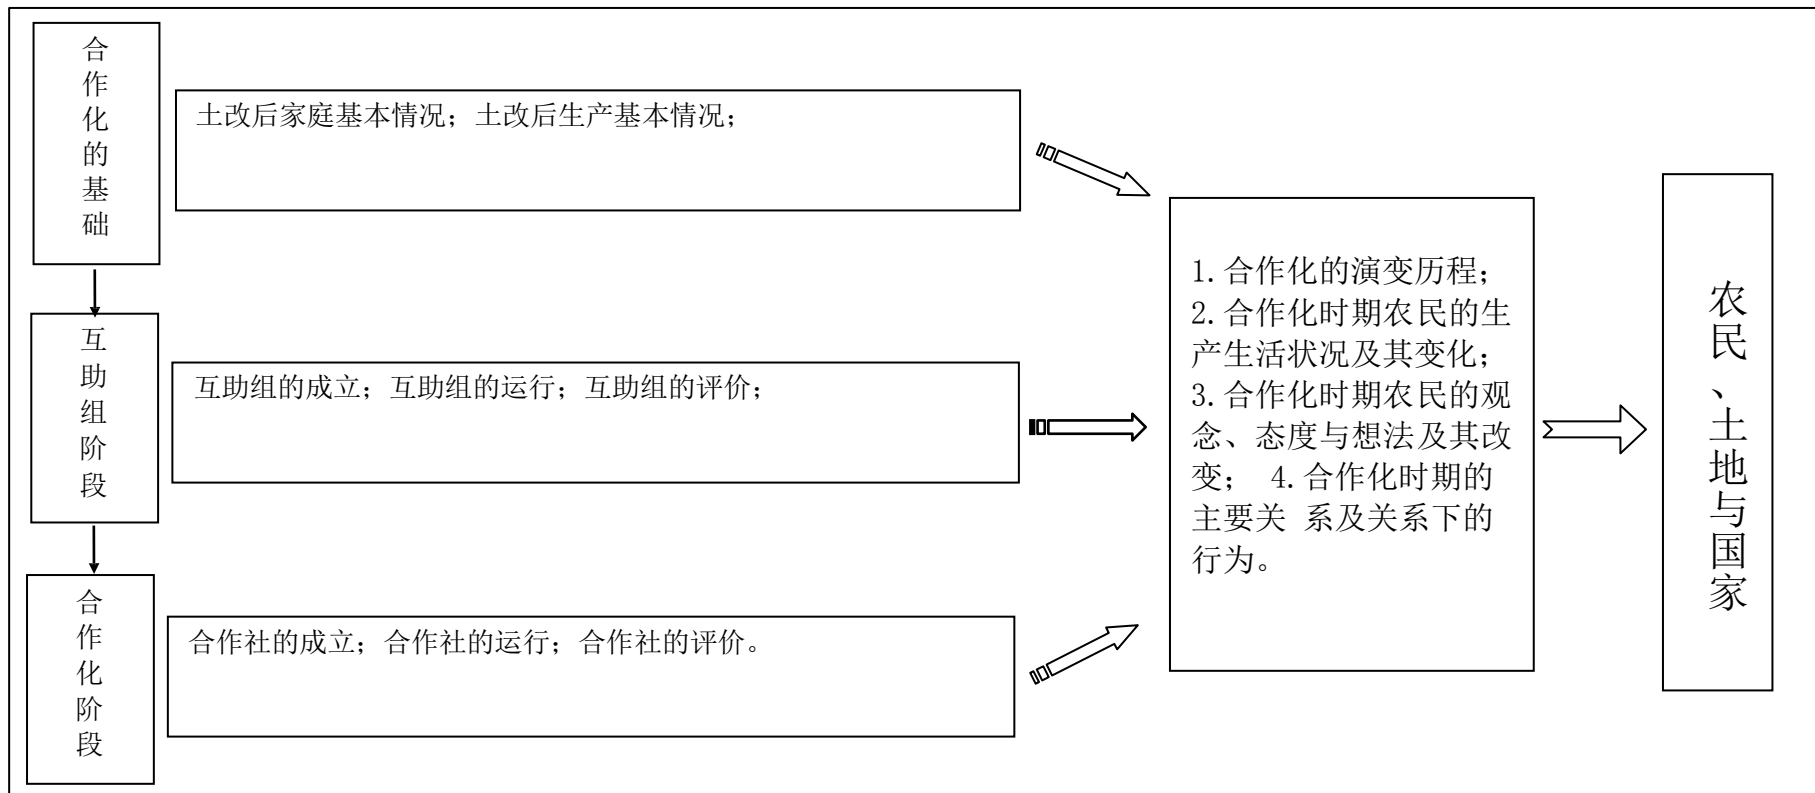 合作化的基础
土改后家庭基本情况；土改后生产基本情况；
互助组阶段
互助组的成立；互助组的运行；互助组的评价；
合作化阶段
合作社的成立；合作社的运行；合作社的评价。
1.合作化的演变历程；
2.合作化时期农民的生
产生活状况及其变化；
3.合作化时期农民的观
念、态度与想法及其改
变； 4.合作化时期的
主要关 系及关系下的
行为。
农民、土地与国家